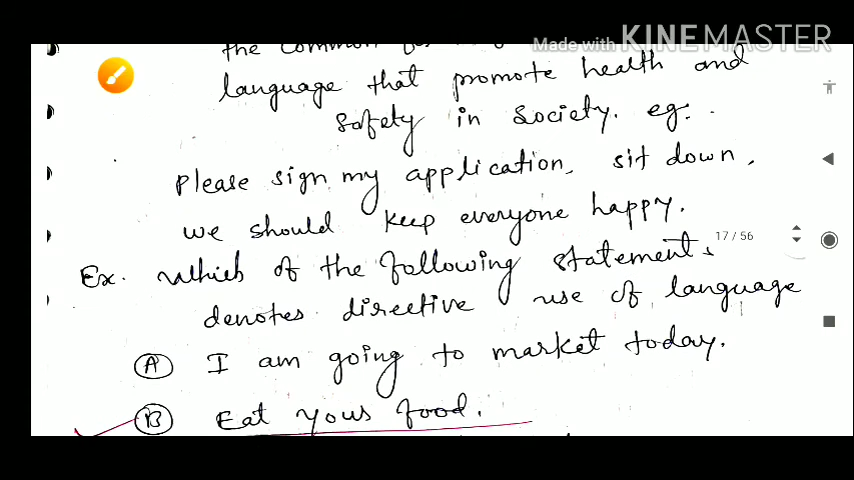 Made with KINEMASTER
the common
language that promote health and
safety in society. eg:
please sign my application, sit down,
we should keep everyone happy.
17 / 56
Ex. Which of the following statements
denotes directive use of language
(A) I am going to market today.
(B) Eat your food.